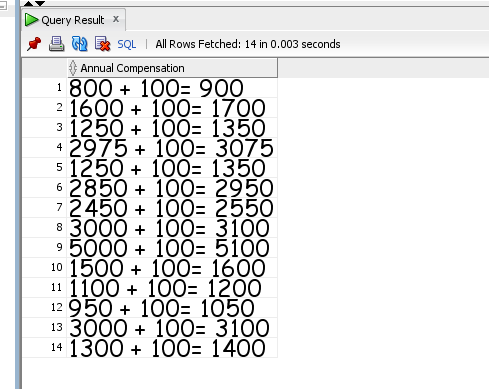 Query Result x
SQL | All Rows Fetched: 14 in 0.003 seconds
Annual Compensation
1 800 + 100= 900
2 1600 + 100= 1700
3 1250 + 100= 1350
4 2975 + 100= 3075
5 1250 + 100= 1350
6 2850 + 100= 2950
7 2450 + 100= 2550
8 3000 + 100= 3100
9 5000 + 100= 5100
10 1500 + 100= 1600
11 1100 + 100= 1200
12 950 + 100= 1050
13 3000 + 100= 3100
14 1300 + 100= 1400